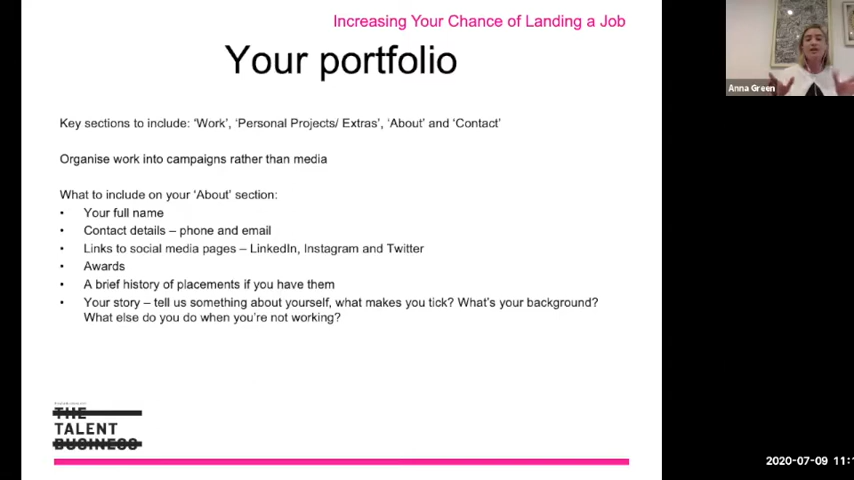 Increasing Your Chance of Landing a Job
Your portfolio
Anna Green
Key sections to include: 'Work', 'Personal Projects/ Extras', 'About' and 'Contact'
Organise work into campaigns rather than media
What to include on your 'About' section:
• Your full name
• Contact details – phone and email
• Links to social media pages – LinkedIn, Instagram and Twitter
• Awards
• A brief history of placements if you have them
• Your story – tell us something about yourself, what makes you tick? What's your background?
What else do you do when you're not working?
THE
TALENT
BUSINESS
2020-07-09 11:1